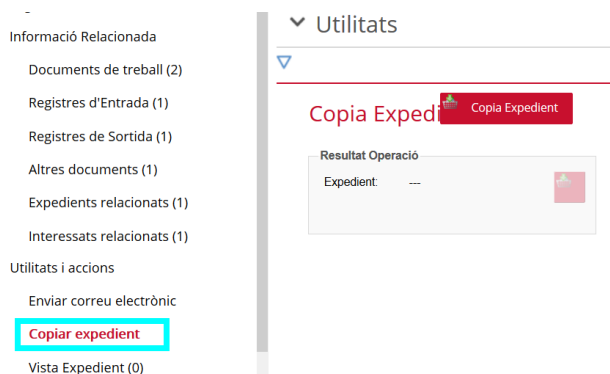 Informació Relacionada
Documents de treball (2)
Registres d'Entrada (1)
Registres de Sortida (1)
Altres documents (1)
Expedients relacionats (1)
Interessats relacionats (1)
Utilitats i accions
Enviar correu electrònic
Copiar expedient
Vista Expedient (0)
Utilitats
Copia Expedi
Copia Expedient
Resultat Operació
Expedient: ---